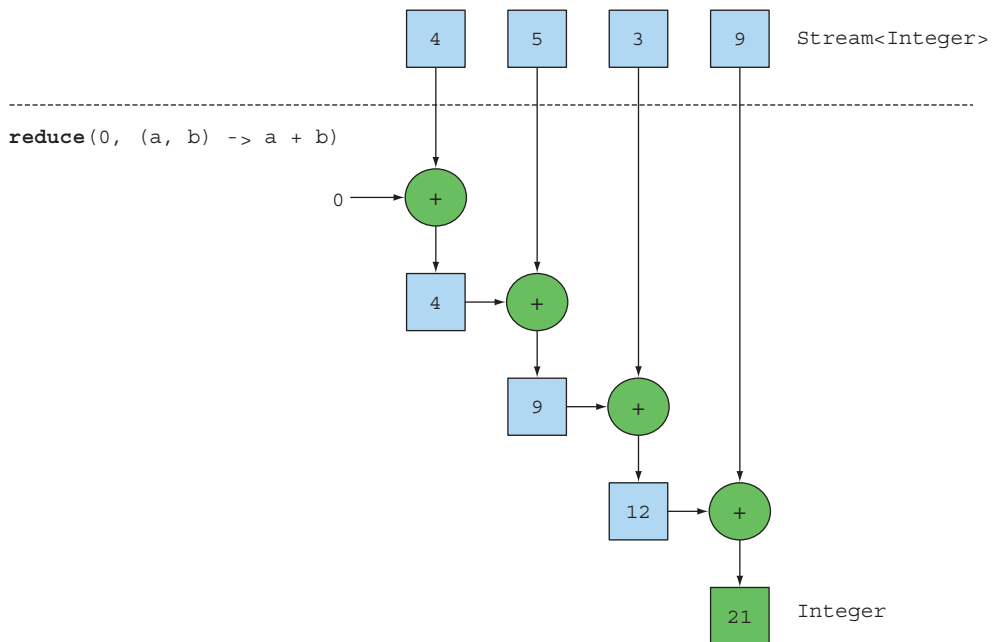 4 5 3 9 Stream<Integer>
reduce(0, (a, b) -> a + b)
0 +
4 +
9 +
12 +
21 Integer